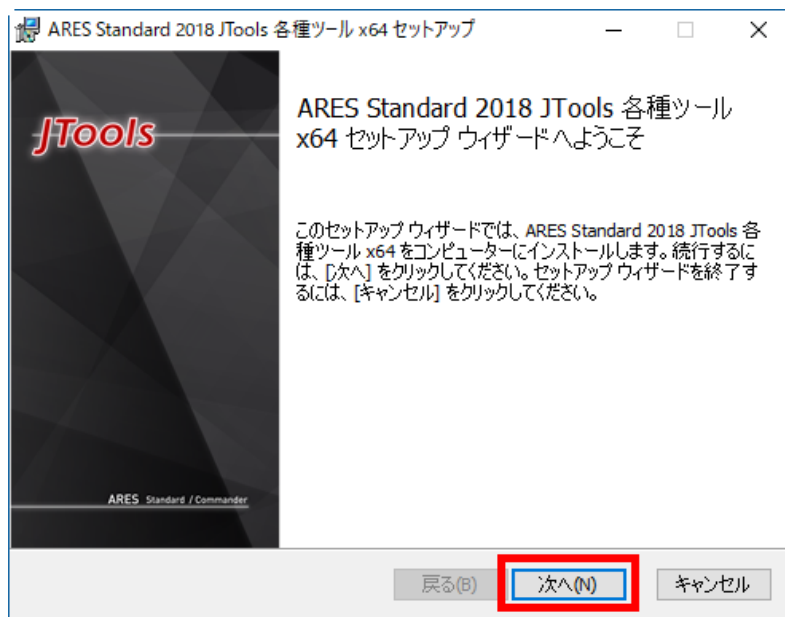 ARES Standard 2018 JTools 各種ツール x64 セットアップ
JTools
ARES Standard 2018 JTools 各種ツール
x64 セットアップ ウィザードへようこそ
このセットアップ ウィザードでは、ARES Standard 2018 JTools 各
種ツール x64 をコンピューターにインストールします。続行するに
は、[次へ] をクリックしてください。セットアップ ウィザードを終了す
るには、[キャンセル] をクリックしてください。
ARES Standard / Commander
戻る(B)
次へ(N)
キャンセル